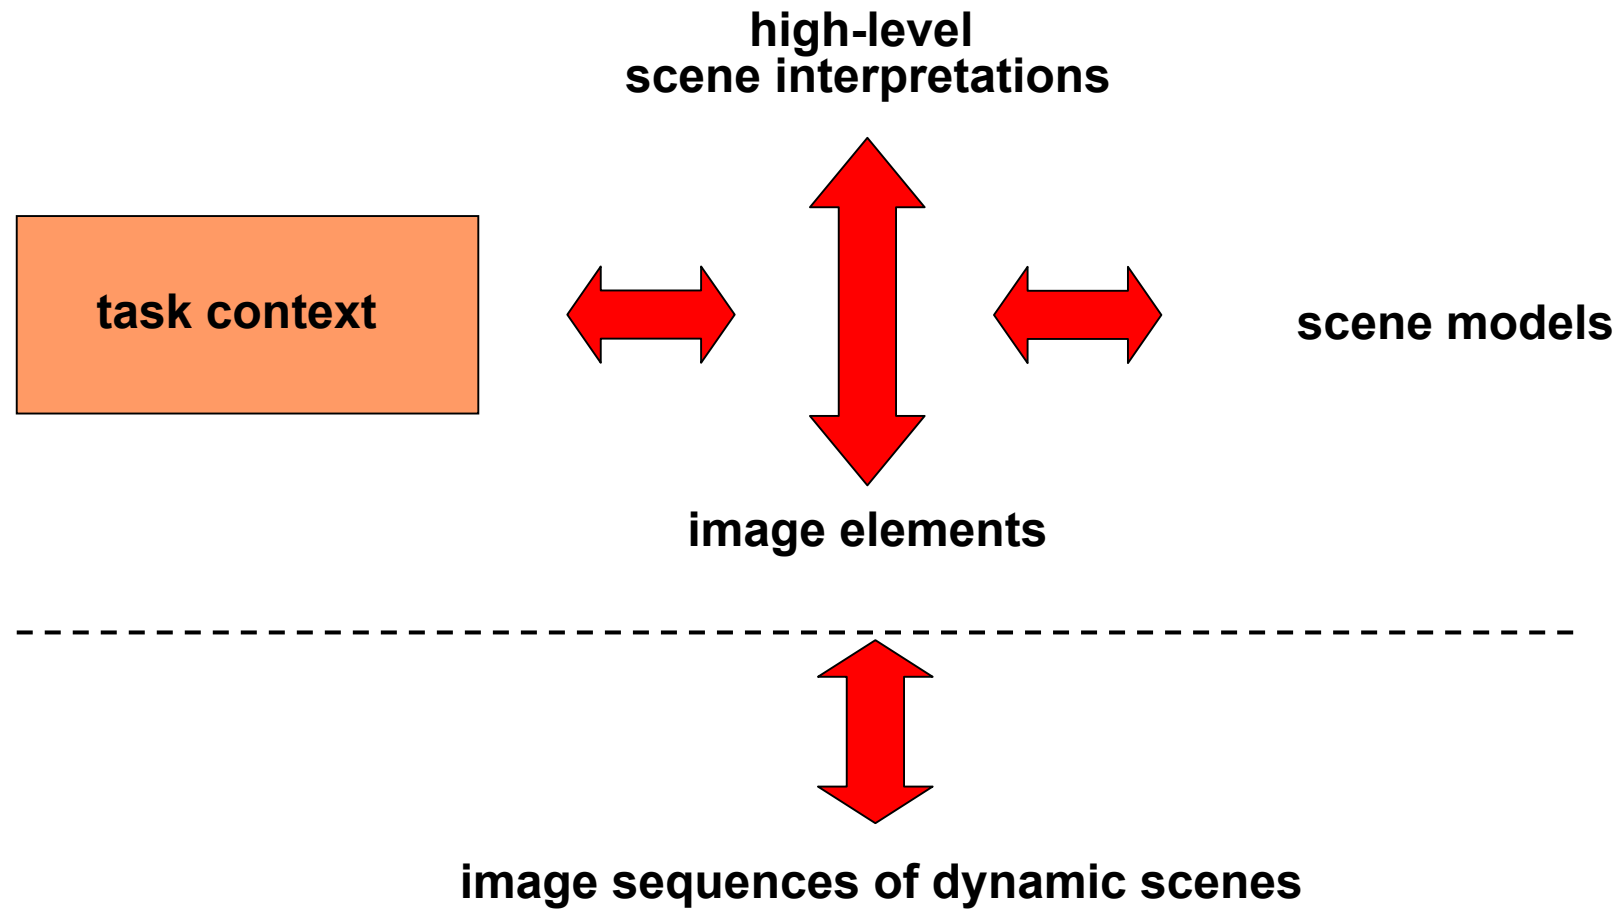 high-level
scene interpretations
task context
scene models
image elements
image sequences of dynamic scenes